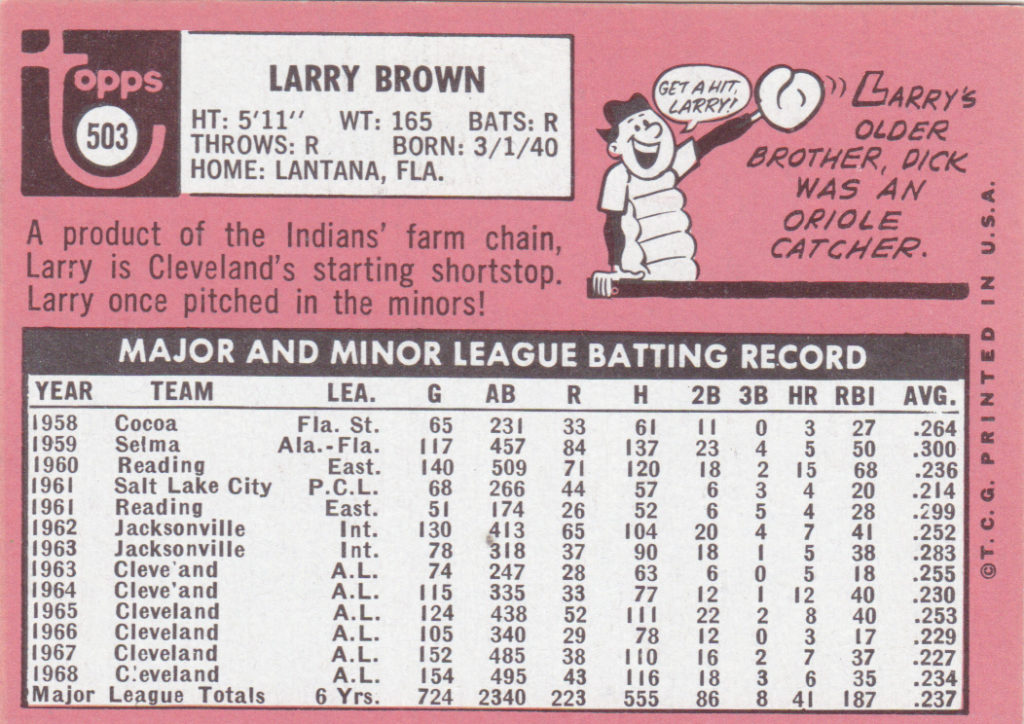 topps
503
LARRY BROWN
HT: 5'11" WT: 165 BATS: R
THROWS: R BORN: 3/1/40
HOME: LANTANA, FLA.
GET A HIT,
LARRY!
LARRY'S
OLDER
BROTHER, DICK
WAS AN
ORIOLE
CATCHER.
A product of the Indians' farm chain,
Larry is Cleveland's starting shortstop.
Larry once pitched in the minors!
MAJOR AND MINOR LEAGUE BATTING RECORD
YEAR TEAM LEA. G AB R H 2B 3B HR RBI AVG.
1958 Cocoa Fla. St. 65 231 33 61 11 0 3 27 .264
1959 Selma Ala.-Fla. 117 457 84 137 23 4 5 50 .300
1960 Reading East. 140 509 71 120 18 2 15 68 .236
1961 Salt Lake City P.C.L. 68 266 44 57 6 3 4 20 .214
1961 Reading East. 51 174 26 52 6 5 4 28 .299
1962 Jacksonville Int. 130 413 65 104 20 4 7 41 .252
1963 Jacksonville Int. 78 318 37 90 18 1 5 38 .283
1963 Cleve'and A.L. 74 247 28 63 6 0 5 18 .255
1964 Cleve'and A.L. 115 335 33 77 12 1 12 40 .230
1965 Cleveland A.L. 124 438 52 111 22 2 8 40 .253
1966 Cleveland A.L. 105 340 29 78 12 0 3 17 .229
1967 Cleveland A.L. 152 485 38 110 16 2 7 37 .227
1968 C'eveland A.L. 154 495 43 116 18 3 6 35 .234
Major League Totals 6 Yrs. 724 2340 223 555 86 8 41 187 .237
©T. C. G. PRINTED IN U.S.A.